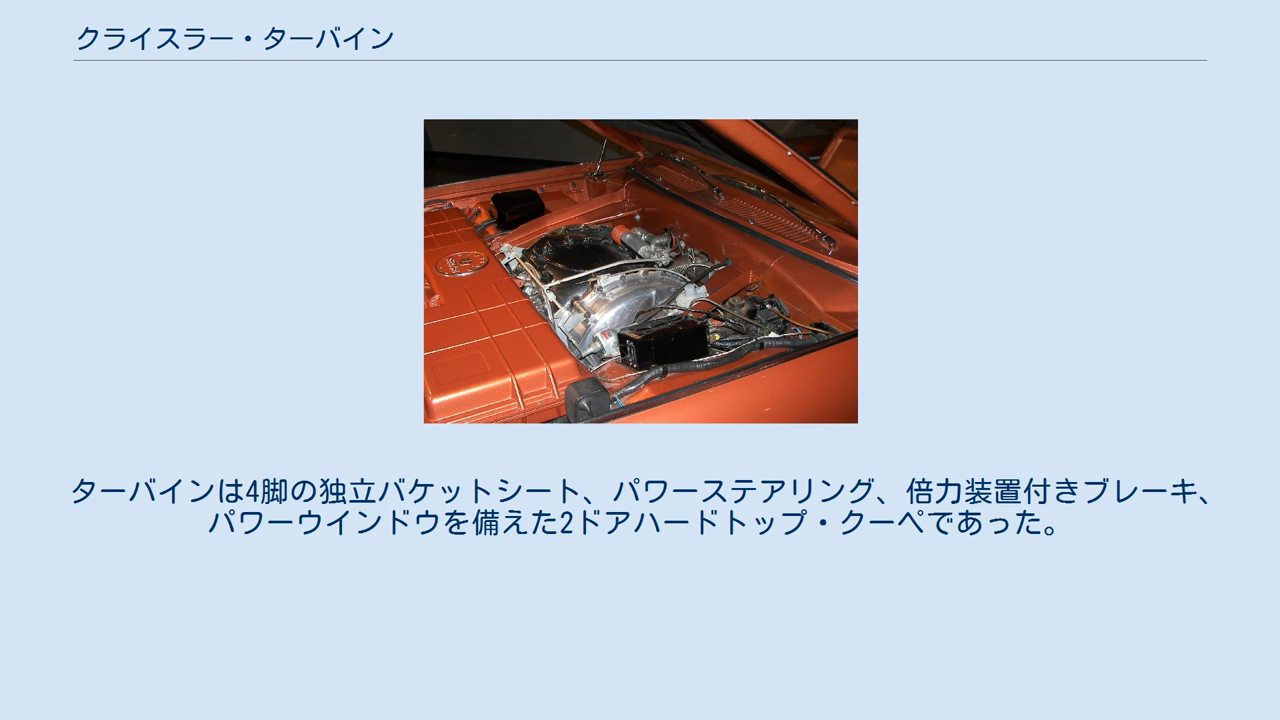 クライスラー・ターバイン
ターバインは4脚の独立バケットシート、パワーステアリング、倍力装置付きブレーキ、
パワーウインドウを備えた2ドアハードトップ・クーペであった。